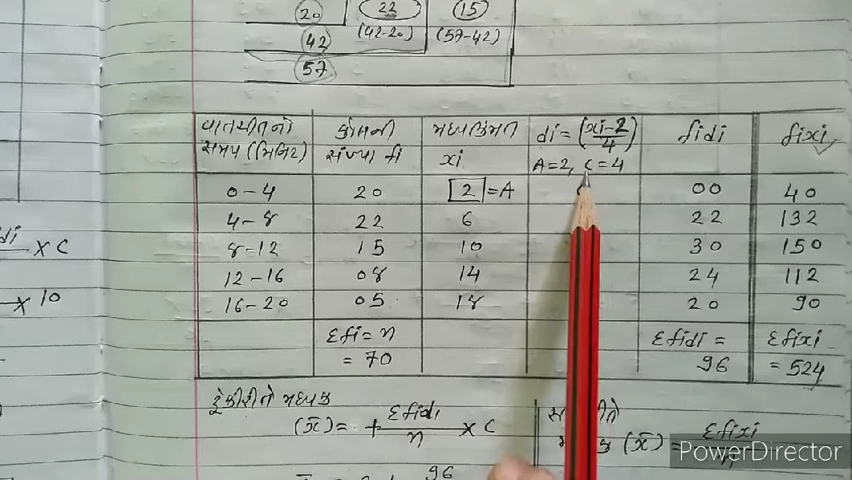 20 22 15
42 (42-20) (57-42)
57
વાતચીતનો કોલની મધ્યકિંમત di = (xi-2/4) fidi fixi
સમય (મિનિટ) સંખ્યા fi xi A=2, C=4
0-4 20 2 =A 00 40
4-8 22 6 22 132
8-12 15 10 30 150
12-16 08 14 24 112
16-20 05 18 20 90
Σfi = n Σfidi = Σfixi
= 70 96 = 524
di × C
× 10
ટૂંકી રીતે મધ્યક
(x̄) = + Σfidi/n × C
(x̄) = Σfixi
96
PowerDirector